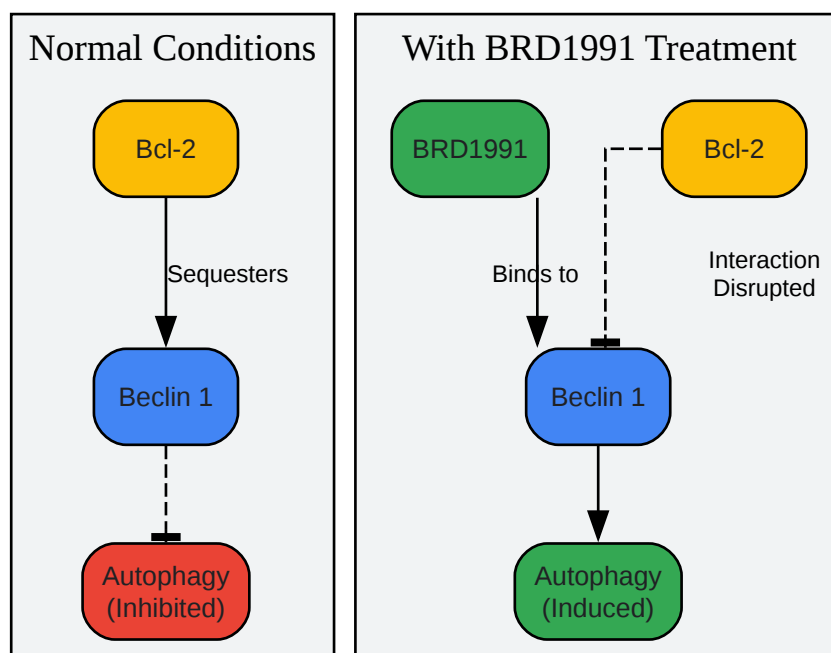 Normal Conditions
Bcl-2
Sequesters
Beclin 1
Autophagy
(Inhibited)
With BRD1991 Treatment
BRD1991
Bcl-2
Binds to
Interaction
Disrupted
Beclin 1
Autophagy
(Induced)